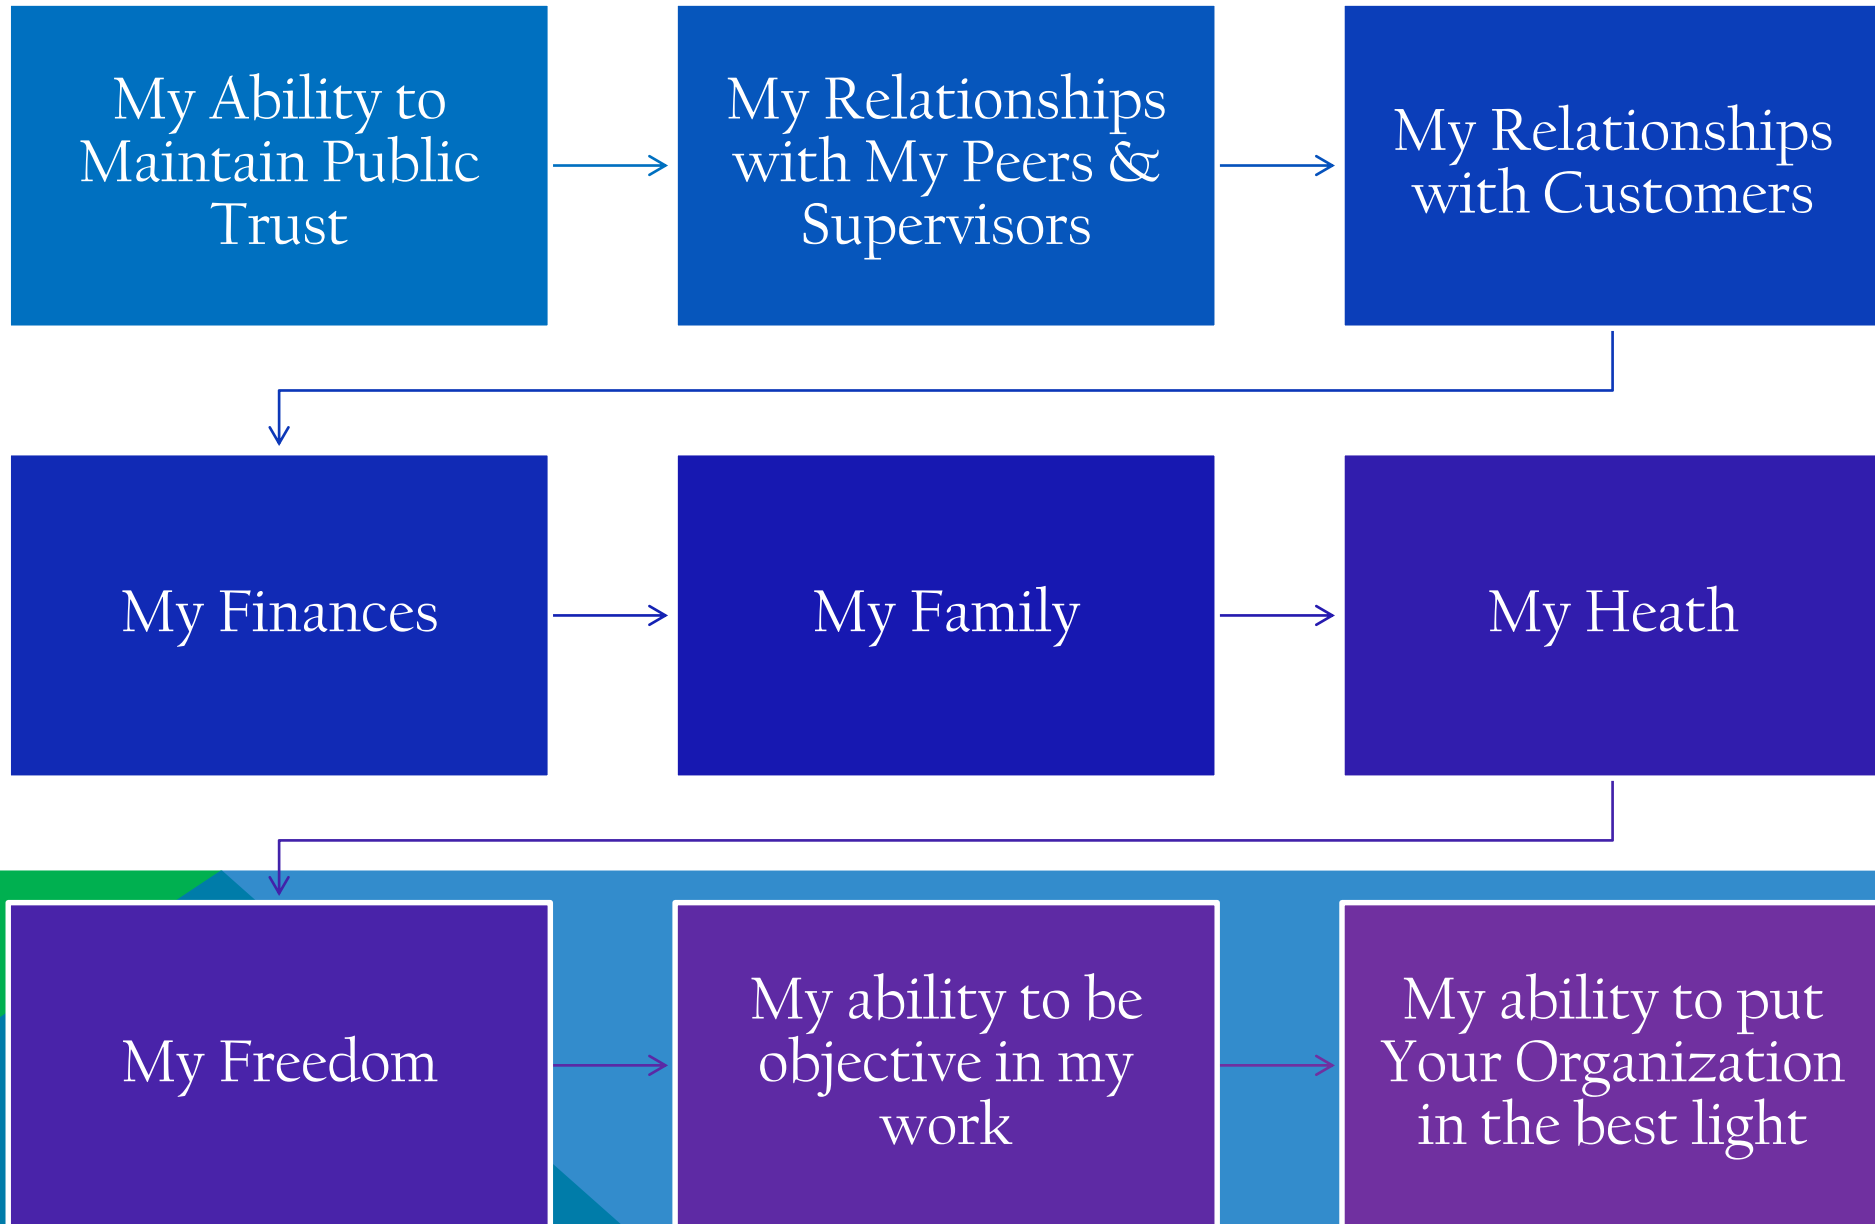 My Ability to
Maintain Public
Trust
My Relationships
with My Peers &
Supervisors
My Relationships
with Customers
My Finances
My Family
My Heath
My Freedom
My ability to be
objective in my
work
My ability to put
Your Organization
in the best light